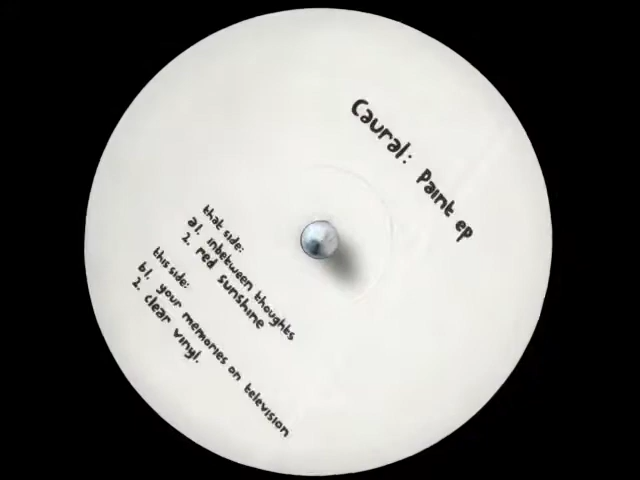 Caural: Paint ep
that side:
a1. inbetween thoughts
2. red sunshine
this side:
b1. your memories on television
2. clear vinyl.